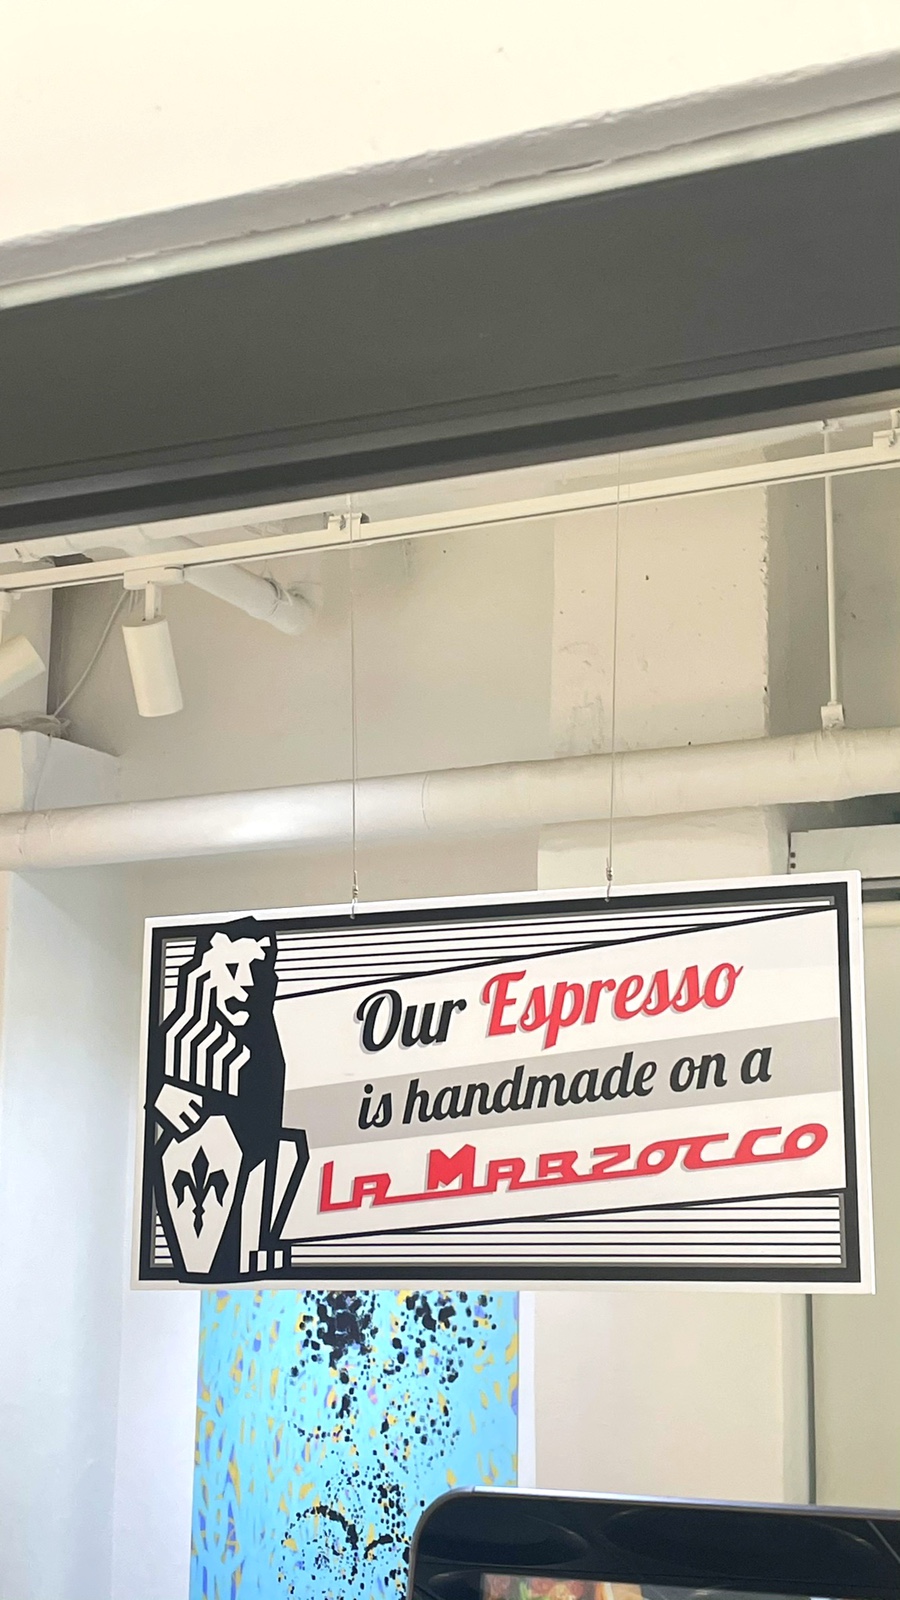 Our Espresso
is handmade on a
La Marzocco